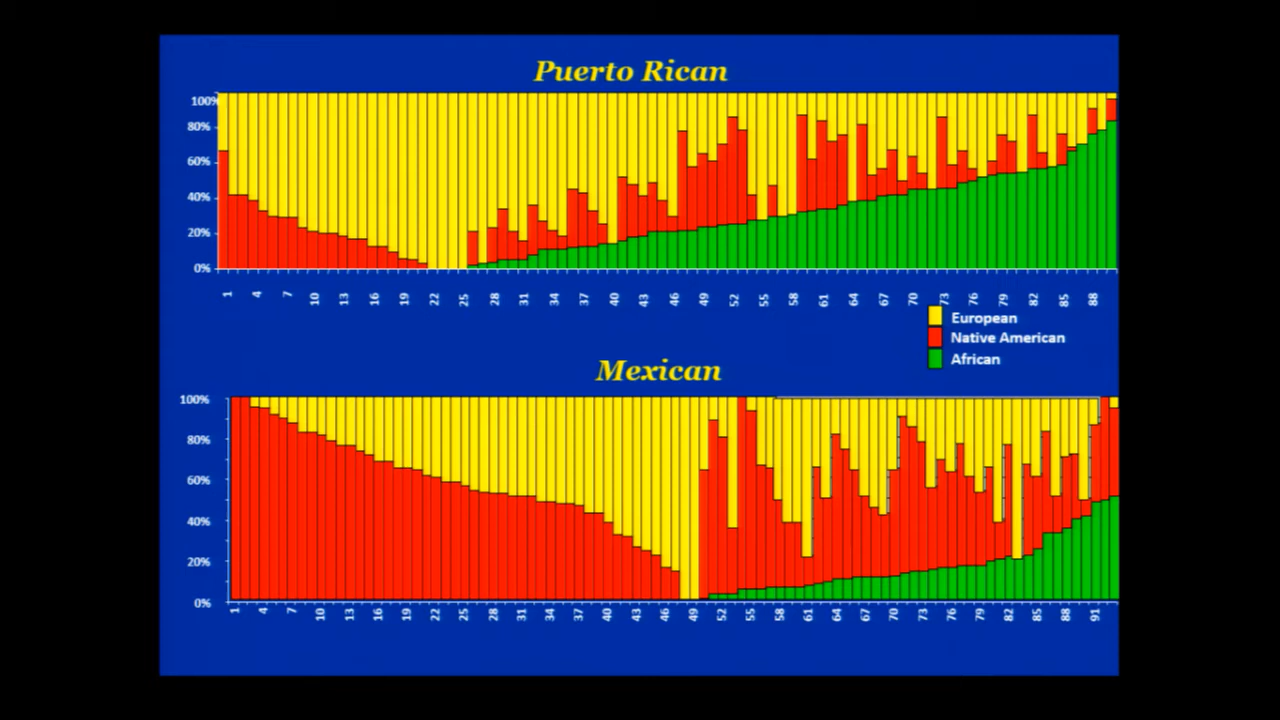 Puerto Rican
100%
80%
60%
40%
20%
0%
1 4 7 10 13 16 19 22 25 28 31 34 37 40 43 46 49 52 55 58 61 64 67 70 73 76 79 82 85 88
European
Native American
African
Mexican
100%
80%
60%
40%
20%
0%
1 4 7 10 13 16 19 22 25 28 31 34 37 40 43 46 49 52 55 58 61 64 67 70 73 76 79 82 85 88 91